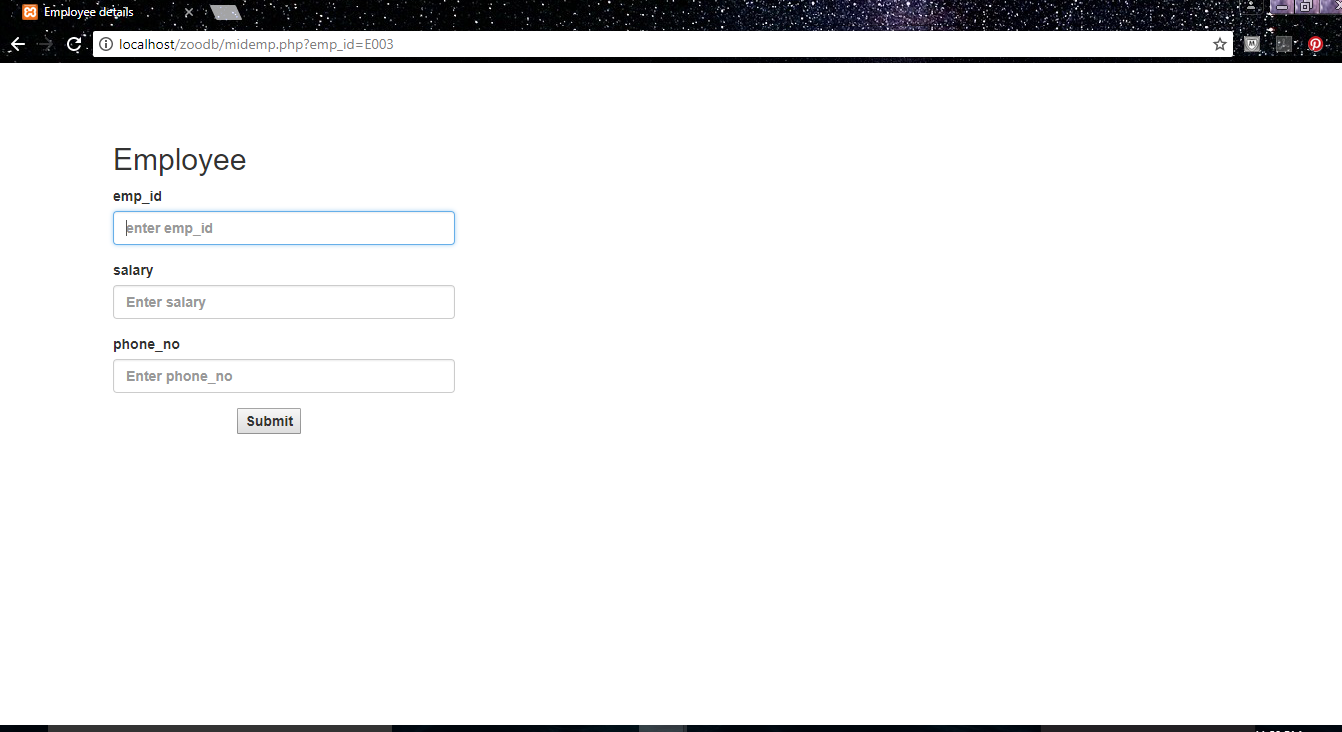 Employee details
localhost/zoodb/midemp.php?emp_id=E003
Employee
emp_id
enter emp_id
salary
Enter salary
phone_no
Enter phone_no
Submit